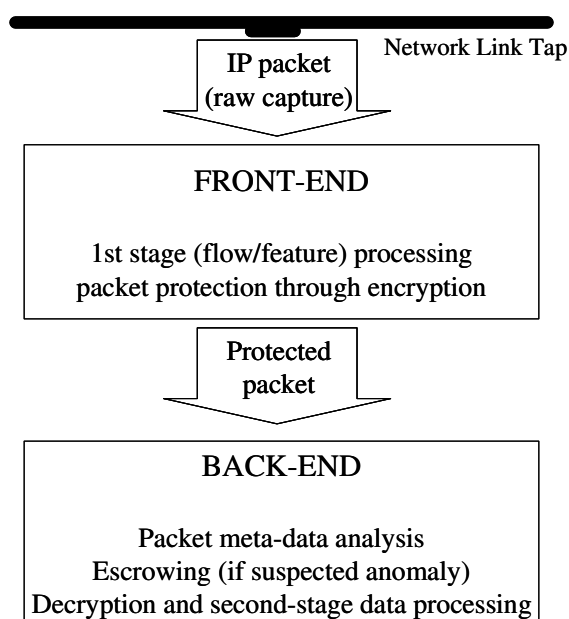 Network Link Tap
IP packet
(raw capture)
FRONT-END
1st stage (flow/feature) processing
packet protection through encryption
Protected
packet
BACK-END
Packet meta-data analysis
Escrowing (if suspected anomaly)
Decryption and second-stage data processing